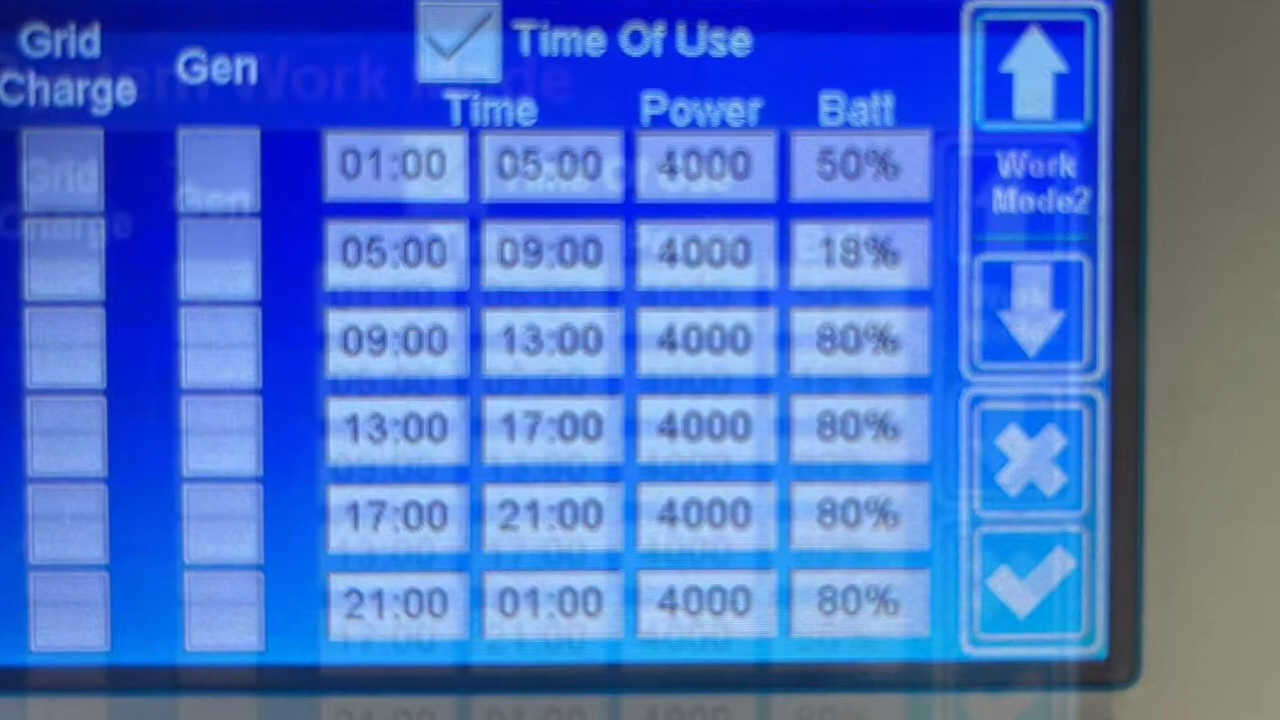 Grid Charge Gen Time Of Use
Time Power Batt
01:00 05:00 4000 50%
Work Mode2
05:00 09:00 4000 18%
09:00 13:00 4000 80%
13:00 17:00 4000 80%
17:00 21:00 4000 80%
21:00 01:00 4000 80%